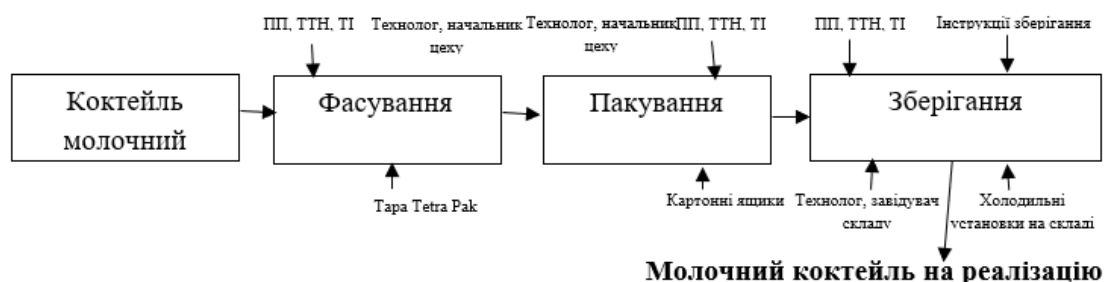 ПП, ТТН, ТІ
Технолог, начальник
цеху
Технолог, начальник
цеху
ПП, ТТН, ТІ
ПП, ТТН, ТІ
Інструкції зберігання
Коктейль
молочний
Фасування
Пакування
Зберігання
Тара Tetra Pak
Картонні ящики
Технолог, завідувач
складу
Холодильні
установки на складі
Молочний коктейль на реалізацію